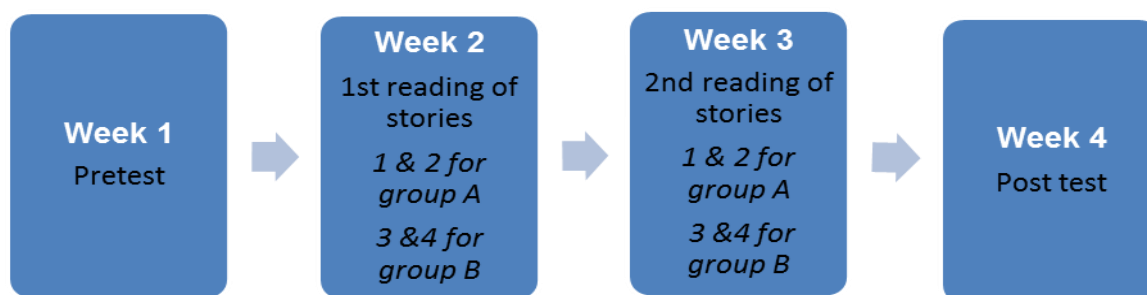 Week 1
Pretest
Week 2
1st reading of
stories
1 & 2 for
group A
3 &4 for
group B
Week 3
2nd reading of
stories
1 & 2 for
group A
3 &4 for
group B
Week 4
Post test